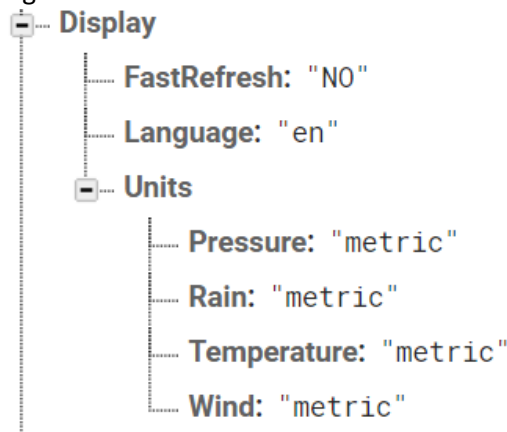 Display
FastRefresh: "NO"
Language: "en"
Units
Pressure: "metric"
Rain: "metric"
Temperature: "metric"
Wind: "metric"